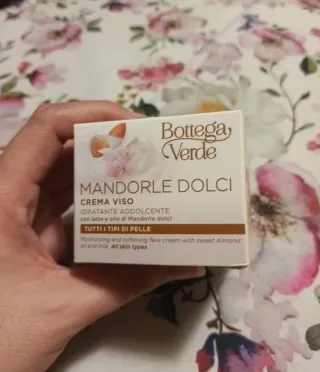 Bottega
Verde
MANDORLE DOLCI
CREMA VISO
IDRATANTE ADDOLCENTE
con latte e olio di Mandorle dolci
TUTTI I TIPI DI PELLE
Moisturizing and softening face cream with sweet Almond
oil and milk. All skin types